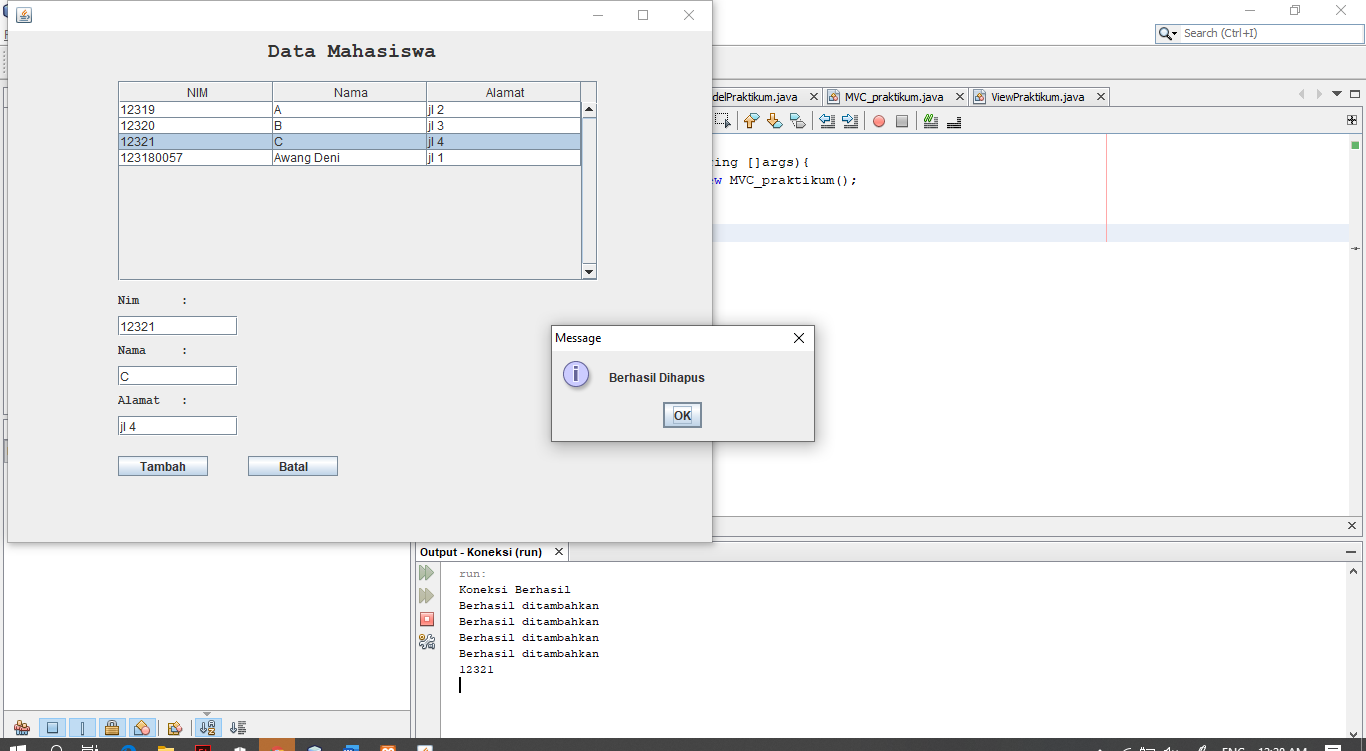 Search (Ctrl+I)
Data Mahasiswa
NIM Nama Alamat
12319 A jl 2
12320 B jl 3
12321 C jl 4
123180057 Awang Deni jl 1
Nim :
12321
Nama :
C
Alamat :
jl 4
Tambah Batal
delPraktikum.java MVC_praktikum.java ViewPraktikum.java
ing []args){
w MVC_praktikum();
Message
Berhasil Dihapus
OK
Output - Koneksi (run)
run:
Koneksi Berhasil
Berhasil ditambahkan
Berhasil ditambahkan
Berhasil ditambahkan
Berhasil ditambahkan
12321
ENG